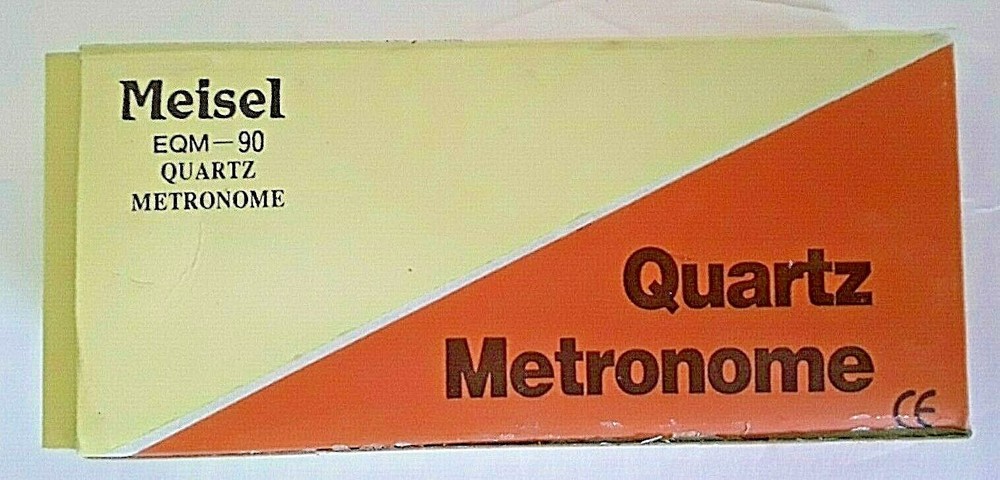 Meisel
EQM-90
QUARTZ
METRONOME
Quartz
Metronome
CE